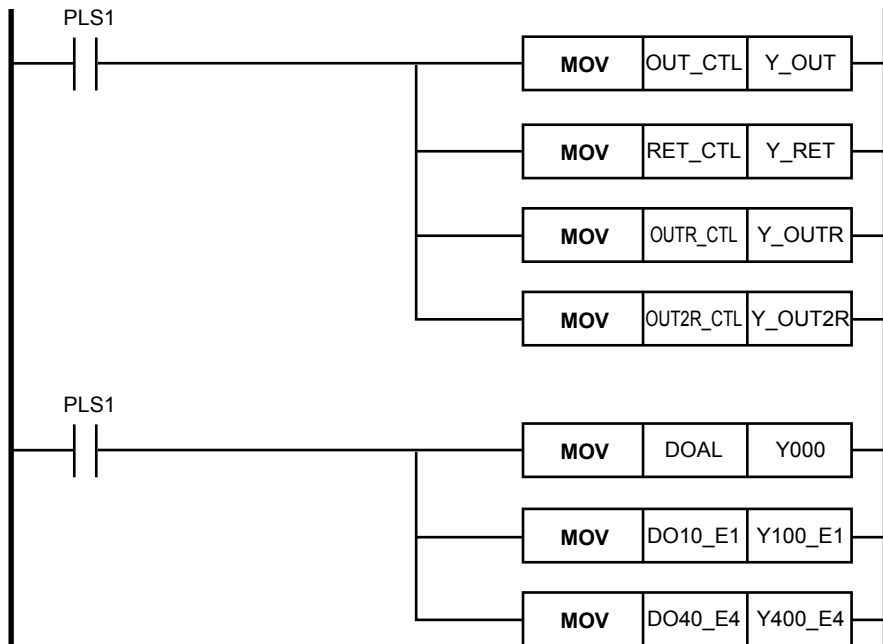 PLS1
MOV OUT_CTL Y_OUT
MOV RET_CTL Y_RET
MOV OUTR_CTL Y_OUTR
MOV OUT2R_CTL Y_OUT2R
PLS1
MOV DOAL Y000
MOV DO10_E1 Y100_E1
MOV DO40_E4 Y400_E4